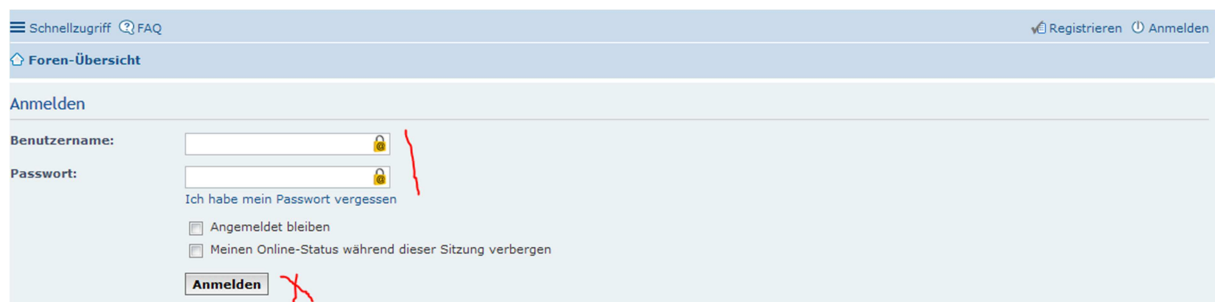 Schnellzugriff FAQ Registrieren Anmelden
Foren-Übersicht
Anmelden
Benutzername:
Passwort:
Ich habe mein Passwort vergessen
Angemeldet bleiben
Meinen Online-Status während dieser Sitzung verbergen
Anmelden